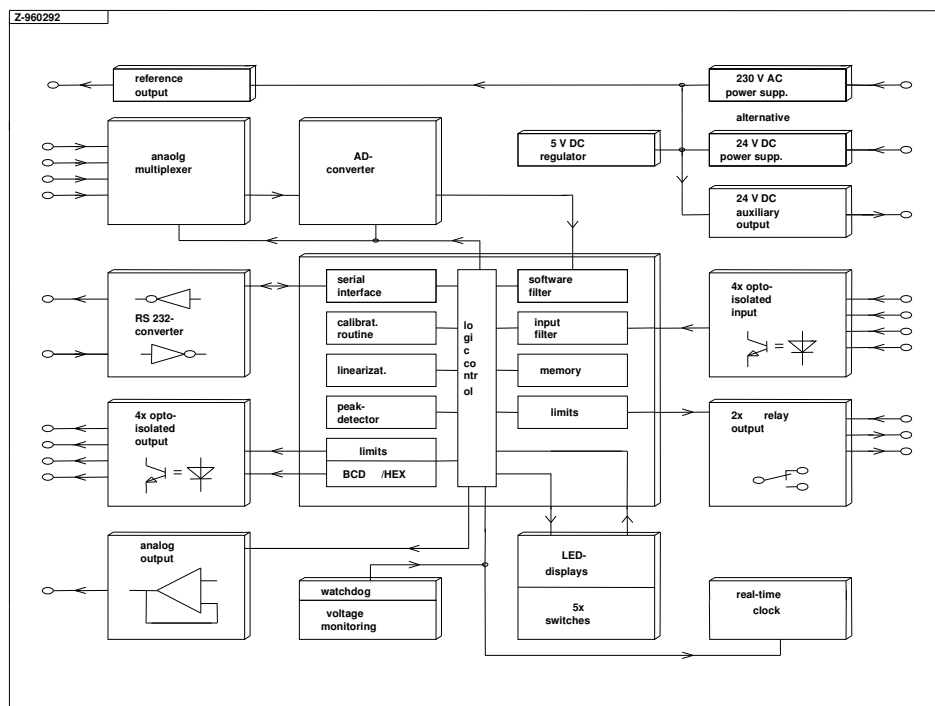 Z-960292
reference
output
230 V AC
power supp.
alternative
anaolg
multiplexer
AD-
converter
5 V DC
regulator
24 V DC
power supp.
24 V DC
auxiliary
output
serial
interface
software
filter
RS 232-
converter
calibrat.
routine
lo
gi
c
co
ntr
ol
input
filter
4x opto-
isolated
input
=
linearizat.
memory
4x opto-
isolated
output
=
peak-
detector
limits
2x relay
output
limits
BCD /HEX
analog
output
LED-
displays
watchdog
voltage
monitoring
5x
switches
real-time
clock